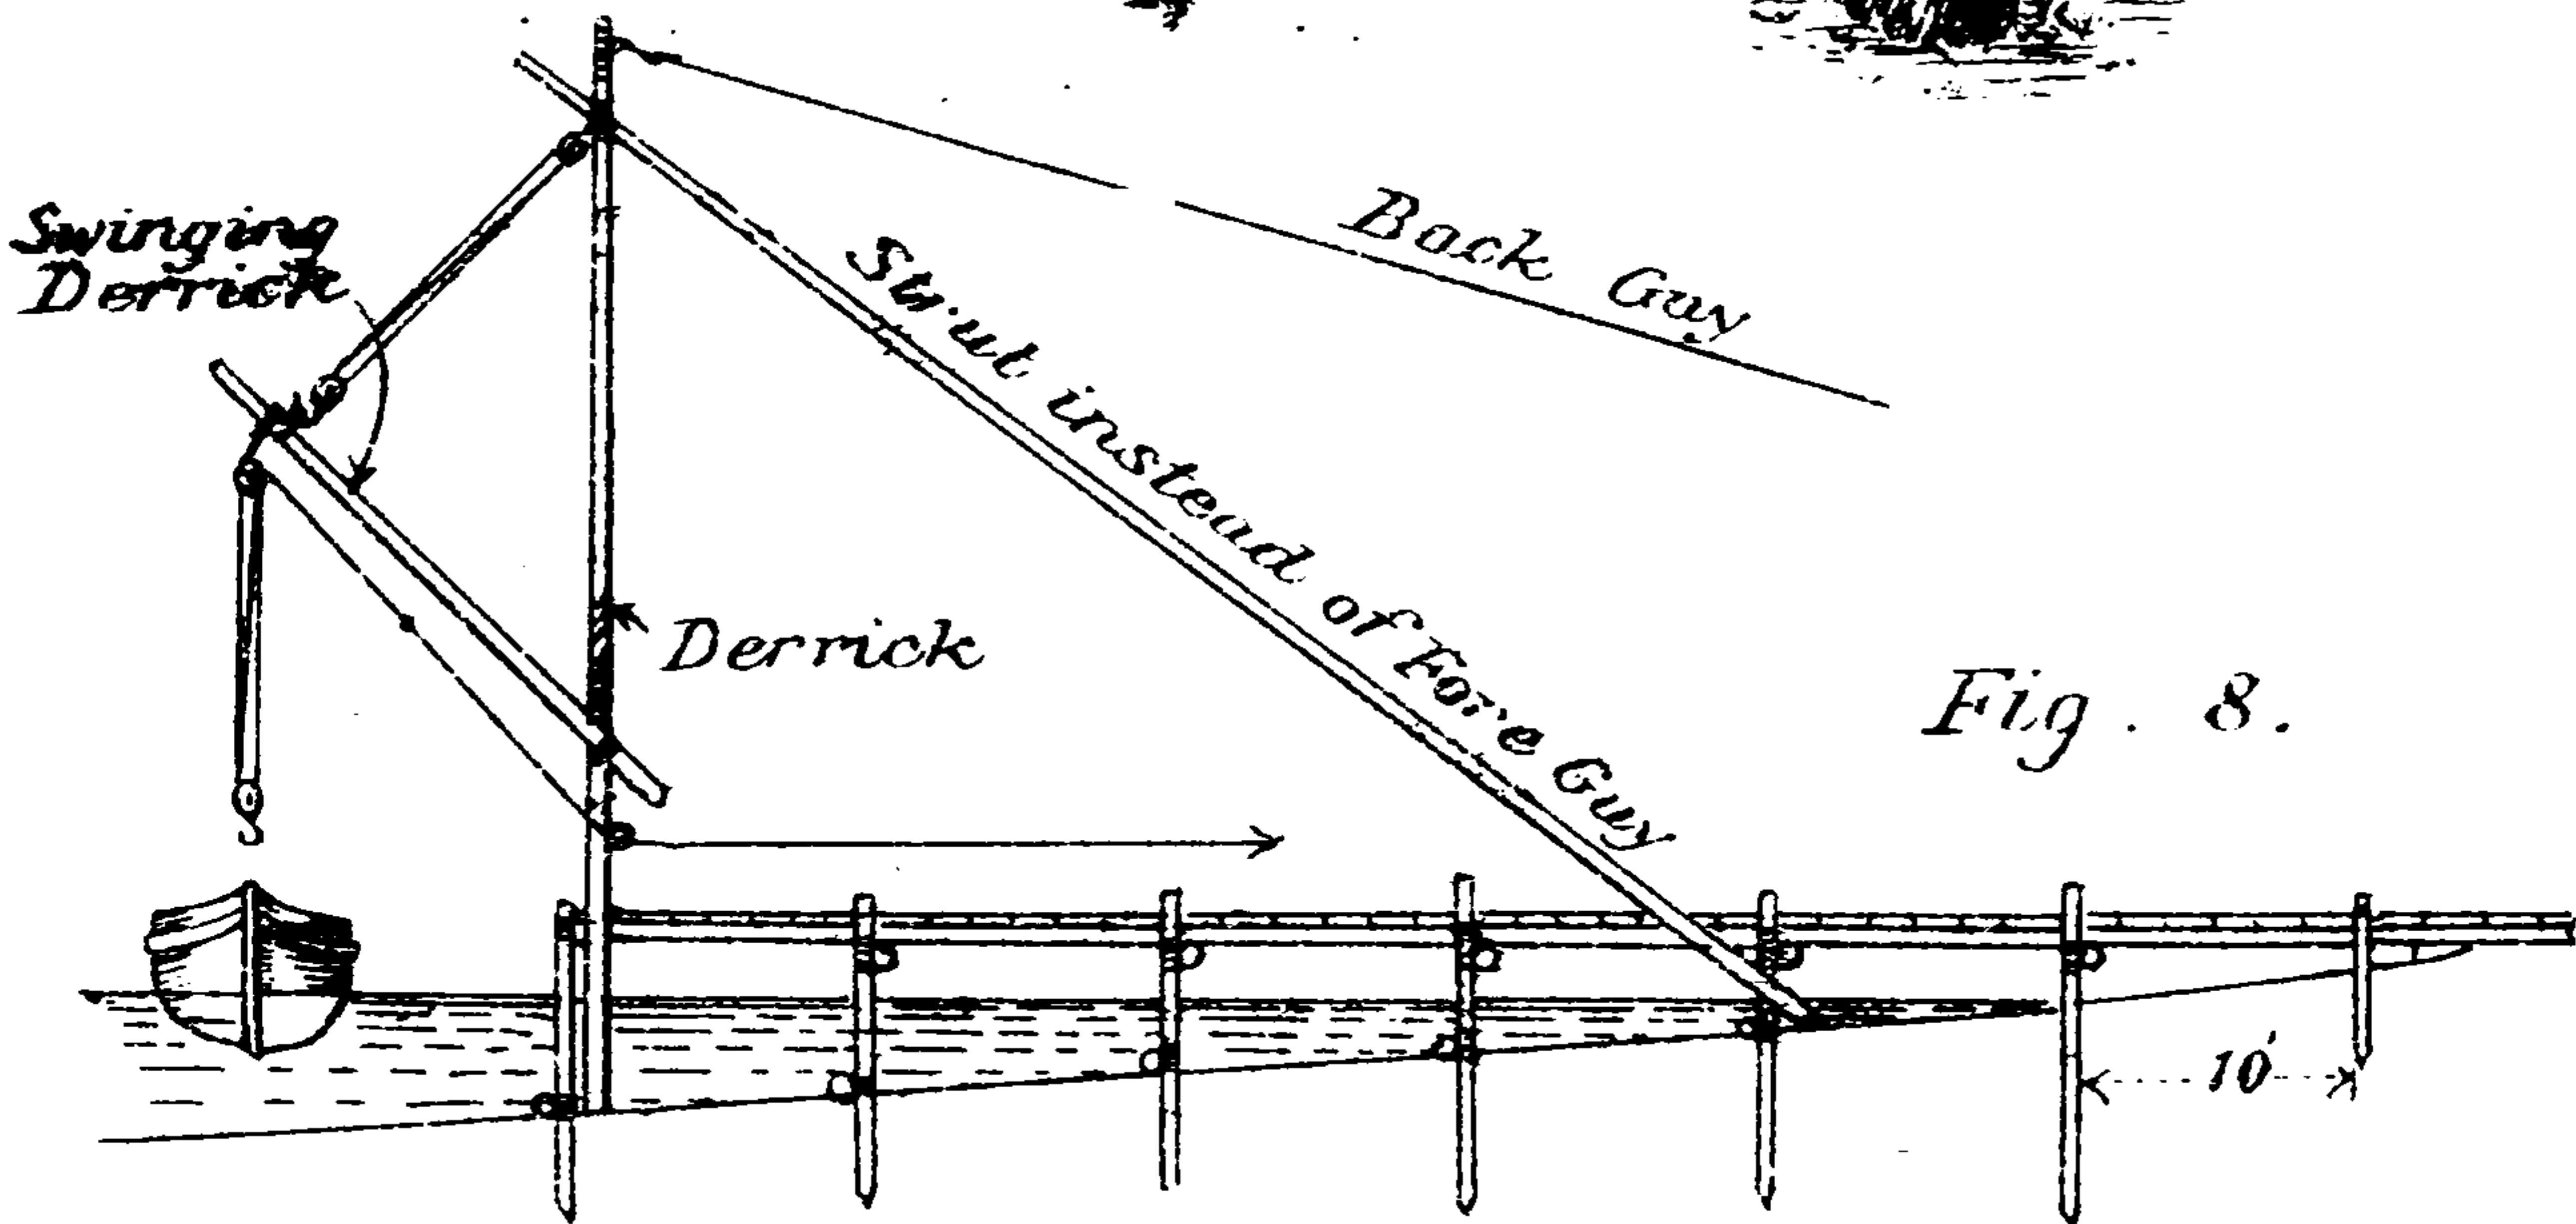 Swinging
Derrick
Back Guy
Strut instead of Fore Guy
Derrick
Fig. 8.
10'